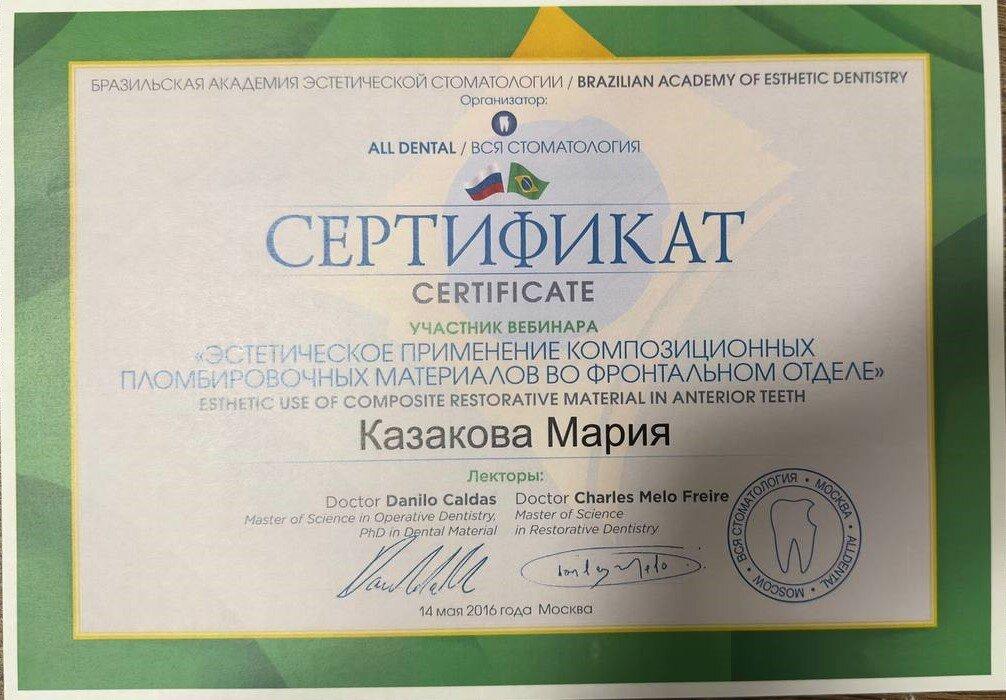 БРАЗИЛЬСКАЯ АКАДЕМИЯ ЭСТЕТИЧЕСКОЙ СТОМАТОЛОГИИ / BRAZILIAN ACADEMY OF ESTHETIC DENTISTRY
Организатор:
ALL DENTAL / ВСЯ СТОМАТОЛОГИЯ
СЕРТИФИКАТ
CERTIFICATE
УЧАСТНИК ВЕБИНАРА
«ЭСТЕТИЧЕСКОЕ ПРИМЕНЕНИЕ КОМПОЗИЦИОННЫХ
ПЛОМБИРОВОЧНЫХ МАТЕРИАЛОВ ВО ФРОНТАЛЬНОМ ОТДЕЛЕ»
ESTHETIC USE OF COMPOSITE RESTORATIVE MATERIAL IN ANTERIOR TEETH
Казакова Мария
Лекторы:
Doctor Danilo Caldas
Master of Science in Operative Dentistry,
PhD in Dental Material
Doctor Charles Melo Freire
Master of Science
in Restorative Dentistry
ВСЯ СТОМАТОЛОГИЯ • МОСКВА • ALLDENTAL • MOSCOW •
14 мая 2016 года Москва